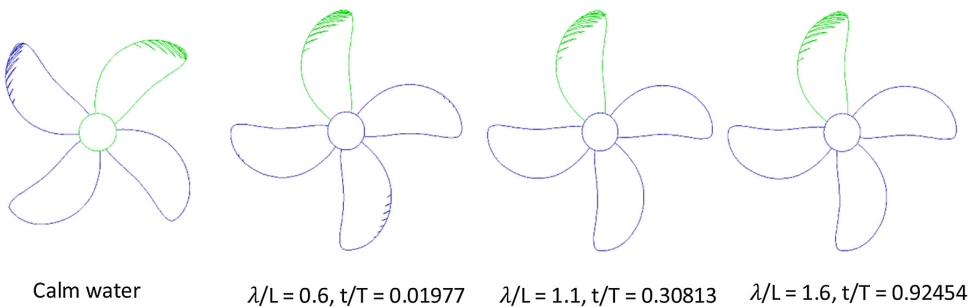 Calm water
λ/L = 0.6, t/T = 0.01977
λ/L = 1.1, t/T = 0.30813
λ/L = 1.6, t/T = 0.92454